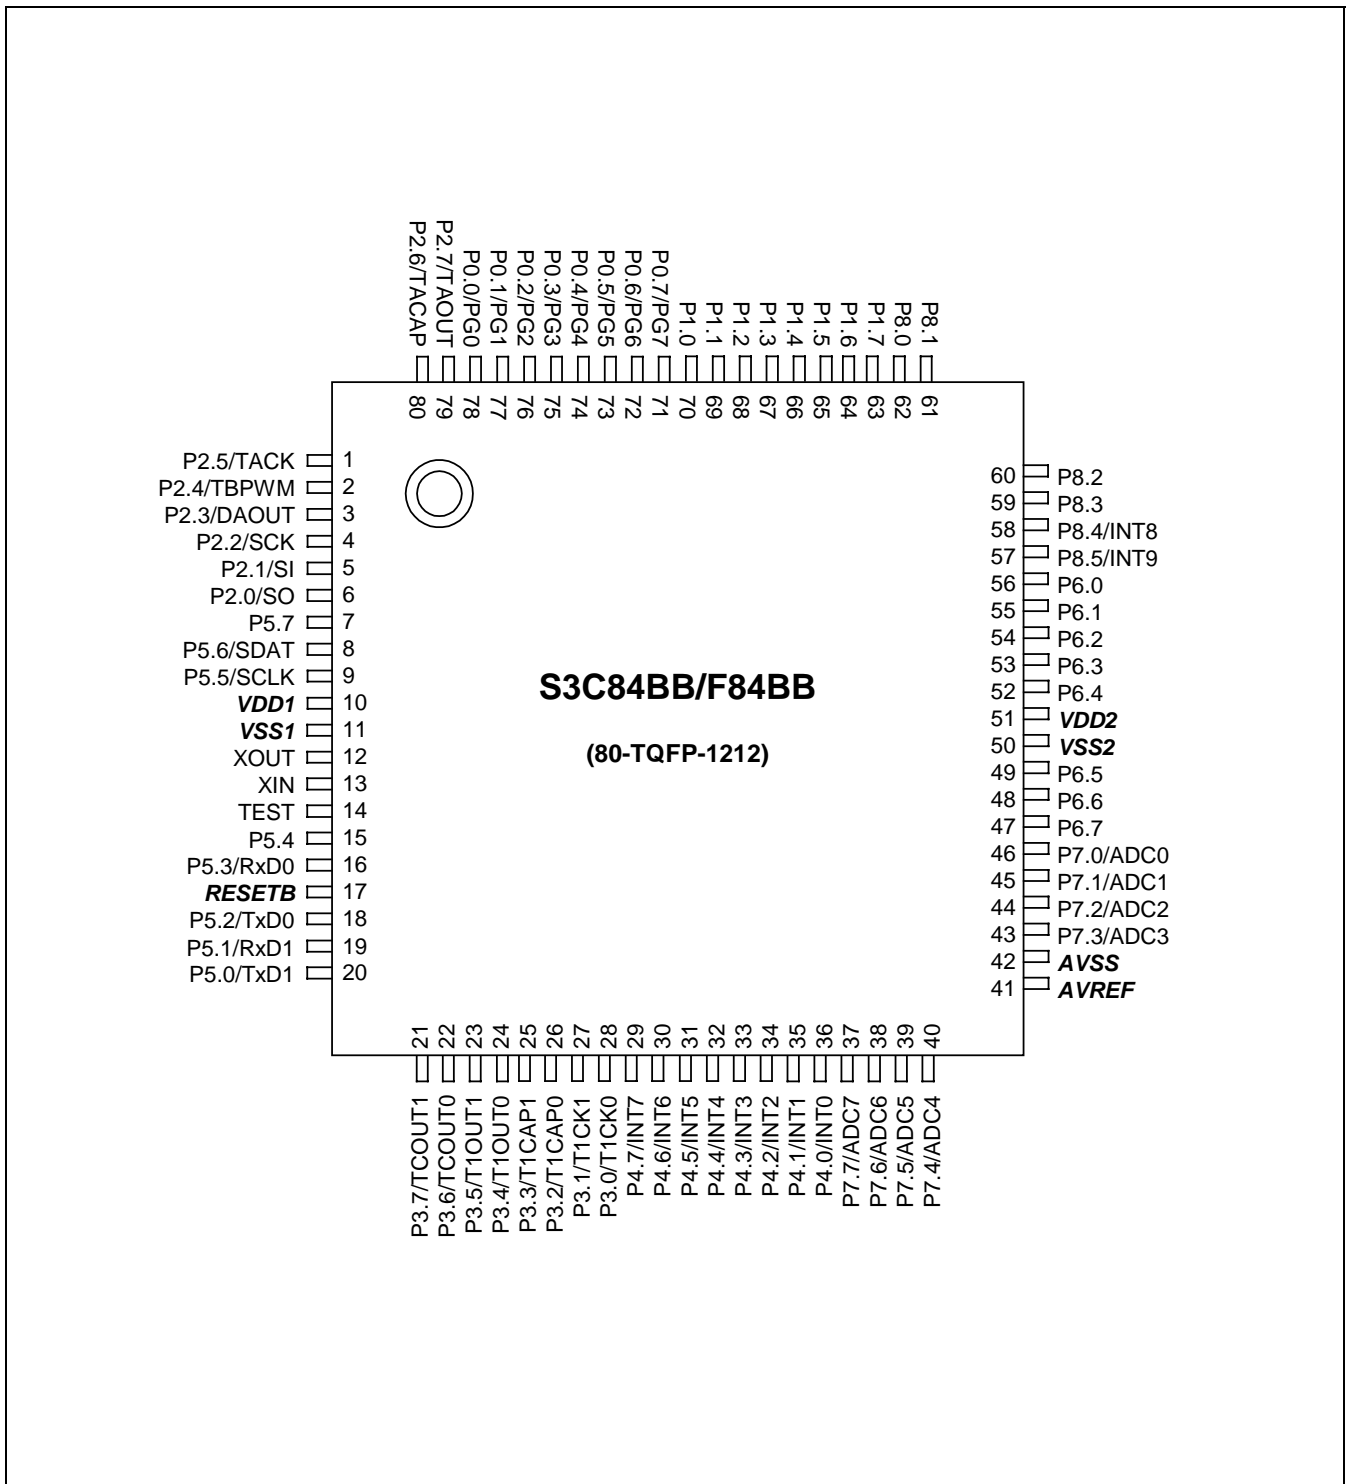 P2.6/TACAP
P2.7/TAOUT
P0.0/PG0
P0.1/PG1
P0.2/PG2
P0.3/PG3
P0.4/PG4
P0.5/PG5
P0.6/PG6
P0.7/PG7
P1.0
P1.1
P1.2
P1.3
P1.4
P1.5
P1.6
P1.7
P8.0
P8.1
80
79
78
77
76
75
74
73
72
71
70
69
68
67
66
65
64
63
62
61
P2.5/TACK 1
P2.4/TBPWM 2
P2.3/DAOUT 3
P2.2/SCK 4
P2.1/SI 5
P2.0/SO 6
P5.7 7
P5.6/SDAT 8
P5.5/SCLK 9
VDD1 10
VSS1 11
XOUT 12
XIN 13
TEST 14
P5.4 15
P5.3/RxD0 16
RESETB 17
P5.2/TxD0 18
P5.1/RxD1 19
P5.0/TxD1 20
S3C84BB/F84BB
(80-TQFP-1212)
60 P8.2
59 P8.3
58 P8.4/INT8
57 P8.5/INT9
56 P6.0
55 P6.1
54 P6.2
53 P6.3
52 P6.4
51 VDD2
50 VSS2
49 P6.5
48 P6.6
47 P6.7
46 P7.0/ADC0
45 P7.1/ADC1
44 P7.2/ADC2
43 P7.3/ADC3
42 AVSS
41 AVREF
21
22
23
24
25
26
27
28
29
30
31
32
33
34
35
36
37
38
39
40
P3.7/TCOUT1
P3.6/TCOUT0
P3.5/T1OUT1
P3.4/T1OUT0
P3.3/T1CAP1
P3.2/T1CAP0
P3.1/T1CK1
P3.0/T1CK0
P4.7/INT7
P4.6/INT6
P4.5/INT5
P4.4/INT4
P4.3/INT3
P4.2/INT2
P4.1/INT1
P4.0/INT0
P7.7/ADC7
P7.6/ADC6
P7.5/ADC5
P7.4/ADC4